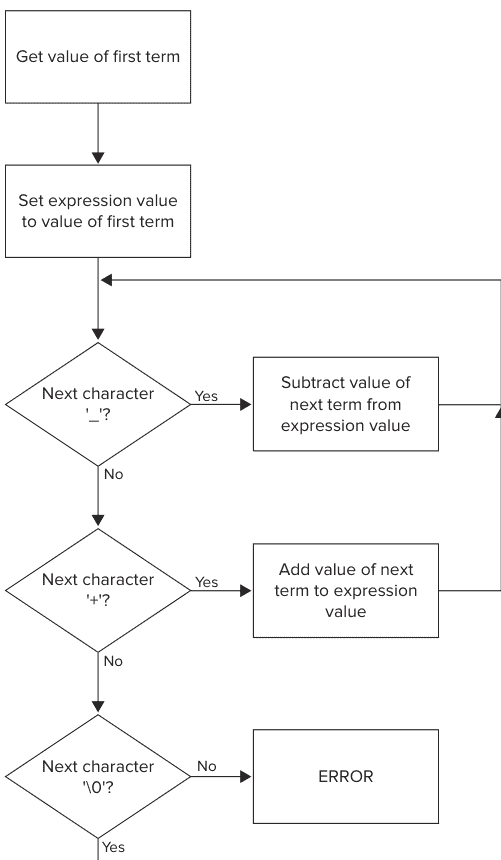 Get value of first term
Set expression value
to value of first term
Next character
'_'?
Yes
Subtract value of
next term from
expression value
No
Next character
'+'?
Yes
Add value of next
term to expression
value
No
Next character
'\0'?
No
ERROR
Yes